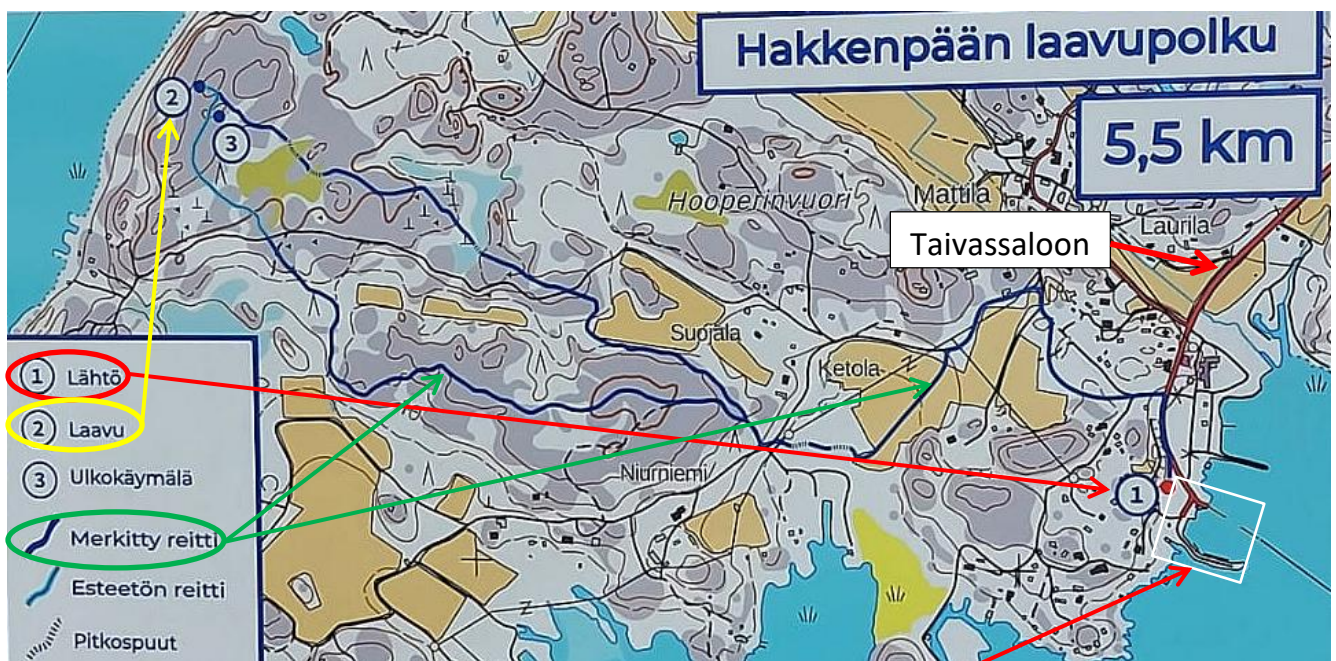 Hakkenpään laavupolku
5,5 km
2
3
Hooperinvuori
Mattila
Laurila
Taivassaloon
Suojala
Ketola
Niurniemi
1
1 Lähtö
2 Laavu
3 Ulkokäymälä
Merkitty reitti
Esteetön reitti
Pitkospuut